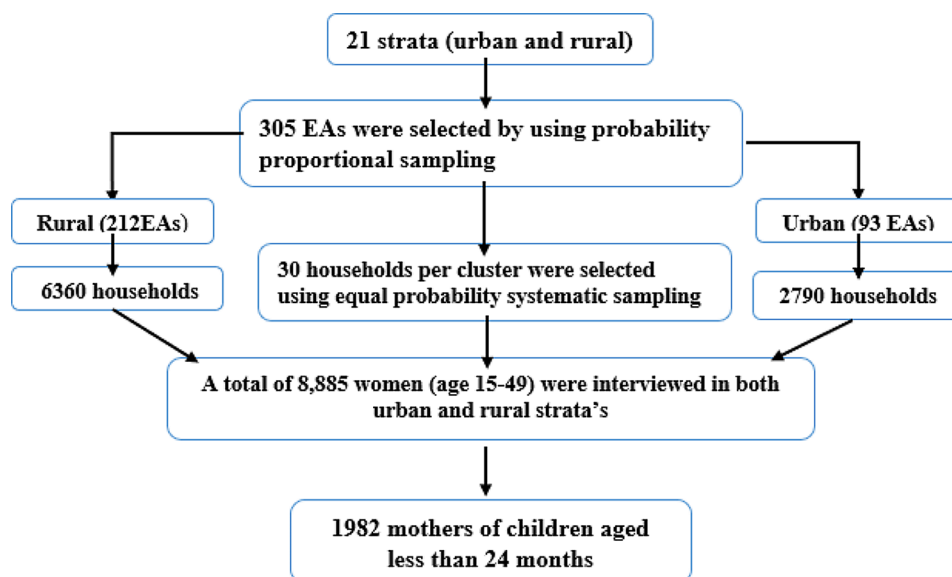 21 strata (urban and rural)
305 EAs were selected by using probability
proportional sampling
Rural (212EAs)
Urban (93 EAs)
30 households per cluster were selected
using equal probability systematic sampling
6360 households
2790 households
A total of 8,885 women (age 15-49) were interviewed in both
urban and rural strata’s
1982 mothers of children aged
less than 24 months